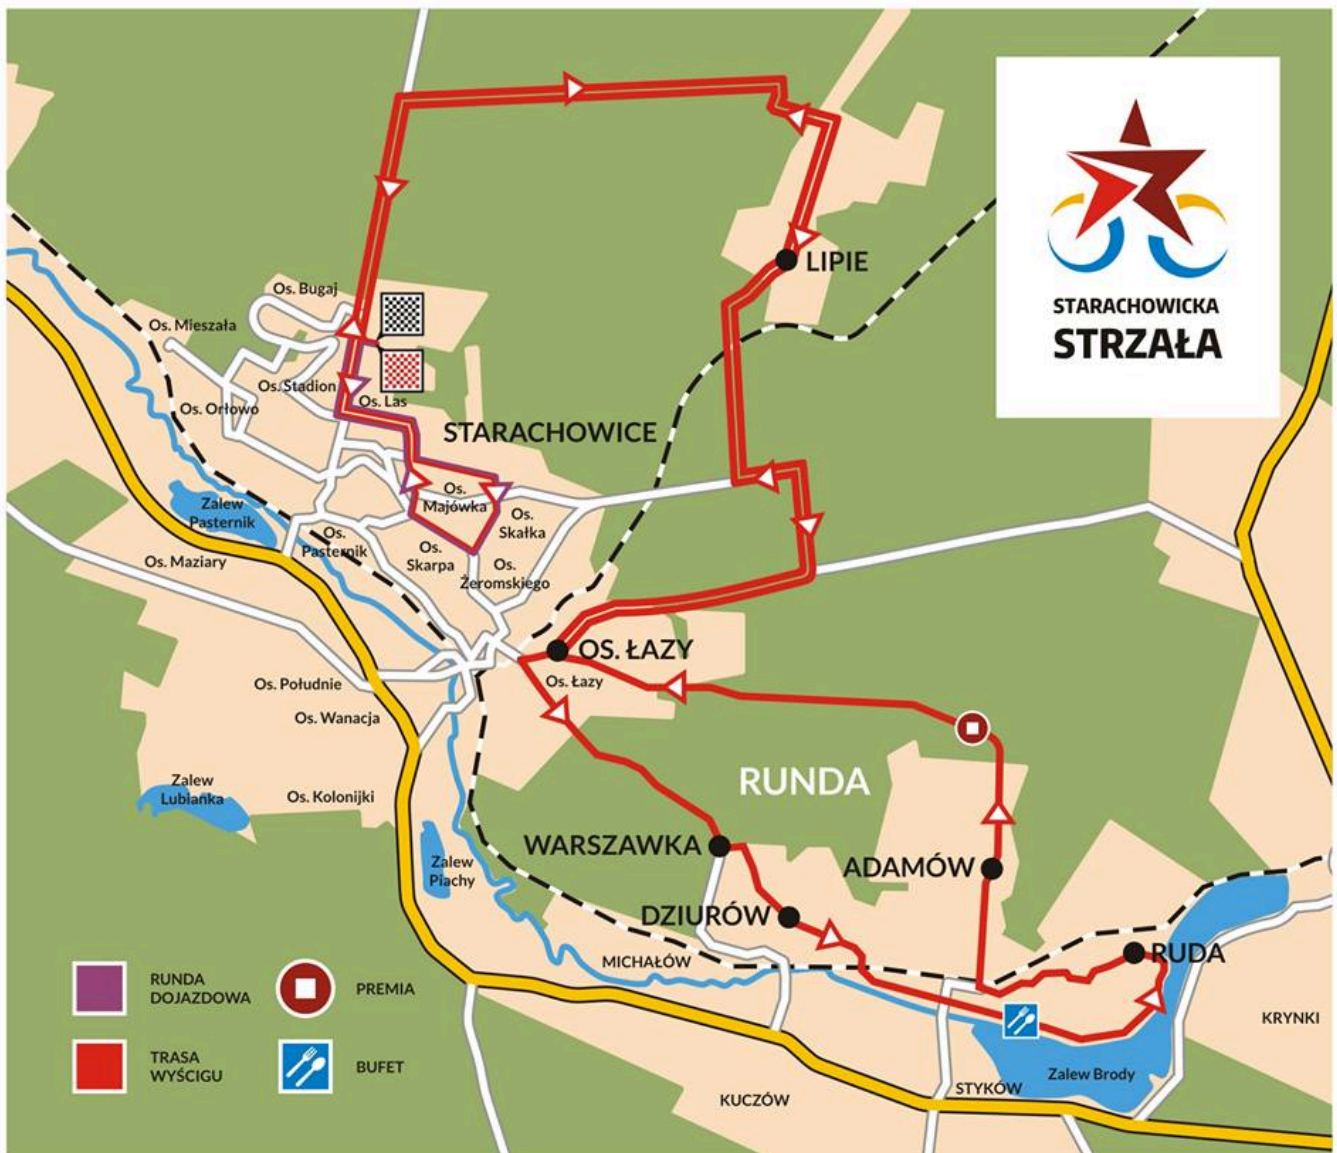 STARACHOWICKA
STRZAŁA
LIPIE
Os. Bugaj
Os. Mieszała
Os. Stadion
Os. Las
Os. Orłowo
STARACHOWICE
Os.
Majówka
Zalew
Pasternik
Os.
Skałka
Os.
Pasternik
Os. Maziary
Os.
Skarpa
Os.
Żeromskiego
OS. ŁAZY
Os. Łazy
Os. Południe
Os. Wanacja
RUNDA
Zalew
Lubianka
Os. Kolonijki
WARSZAWKA
Zalew
Piachy
ADAMÓW
DZIURÓW
RUDA
MICHAŁÓW
RUNDA
DOJAZDOWA
PREMIA
KRYNKI
TRASA
WYŚCIGU
BUFET
Zalew Brody
STYKÓW
KUCZÓW